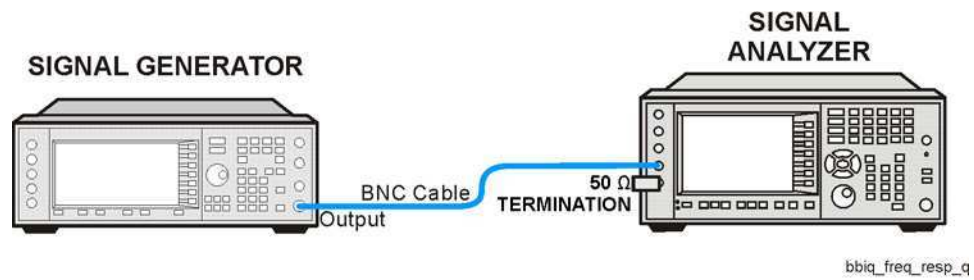 SIGNAL GENERATOR
SIGNAL
ANALYZER
BNC Cable
Output
50 Ω
TERMINATION
bbiq_freq_resp_q